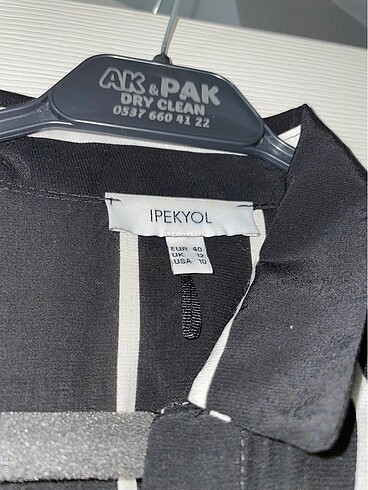 AK & PAK
DRY CLEAN
0537 660 41 22
IPEKYOL
EUR 40
UK 12
USA 10